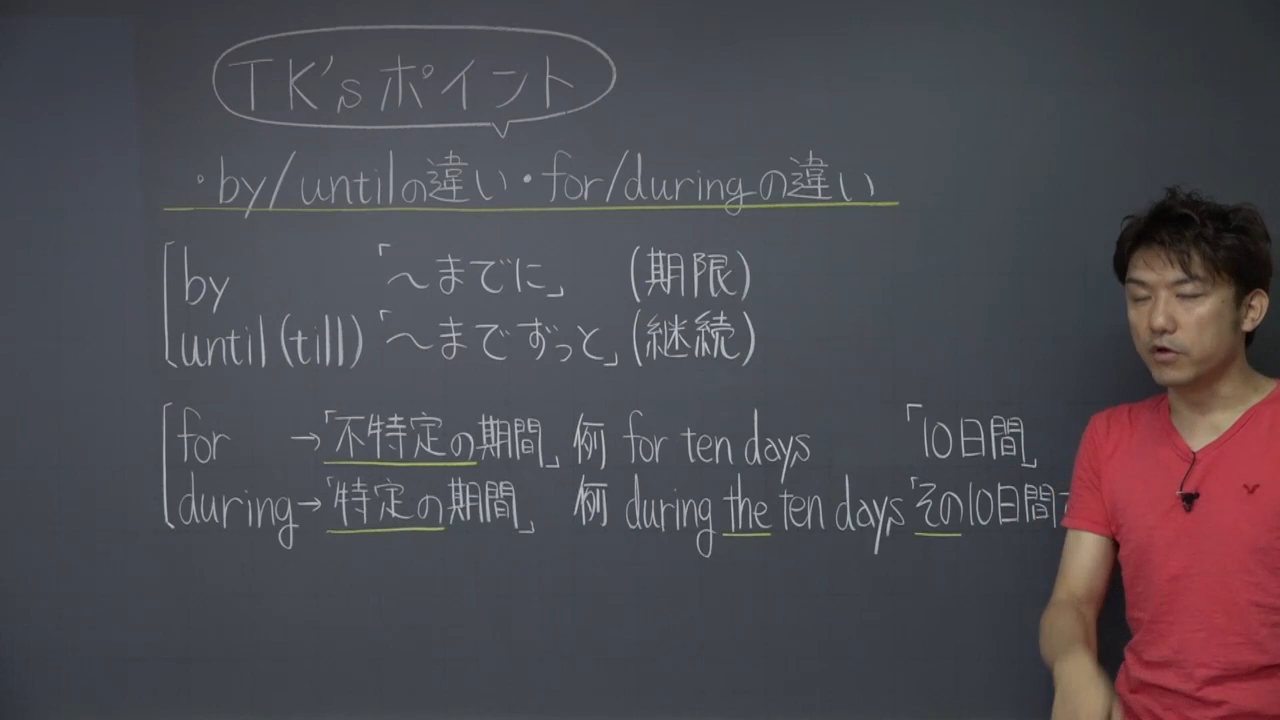 TK'sポイント
・by/untilの違い・for/duringの違い
by 「～までに」 (期限)
until(till) 「～までずっと」 (継続)
for →「不特定の期間」 例 for ten days 「10日間」
during→「特定の期間」 例 during the ten days 「その10日間